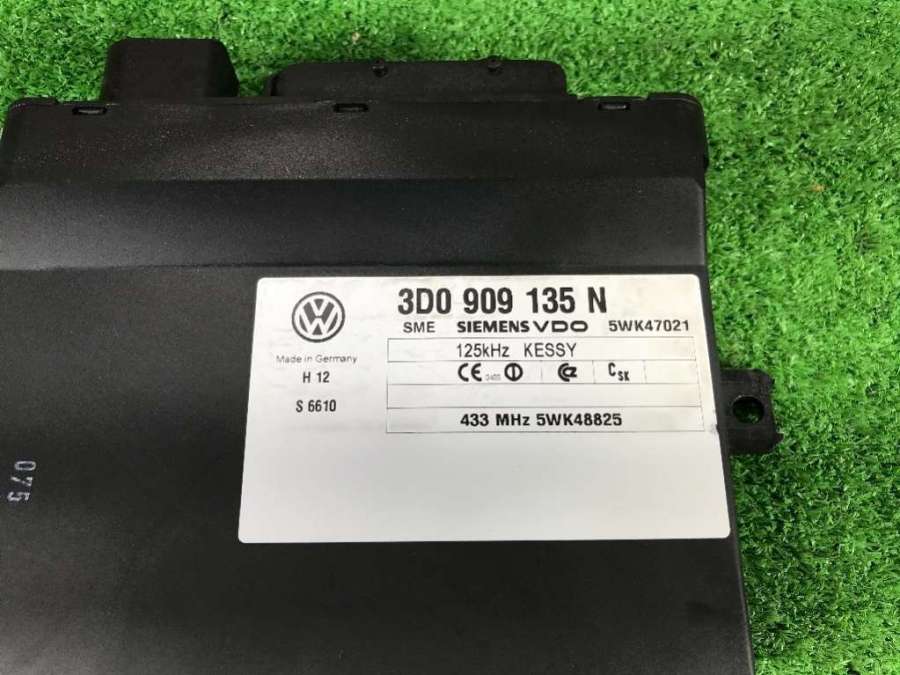 3D0 909 135 N
SME SIEMENS VDO 5WK47021
Made in Germany
H 12
S 6610
125kHz KESSY
CE
C SK
433 MHz 5WK48825
075